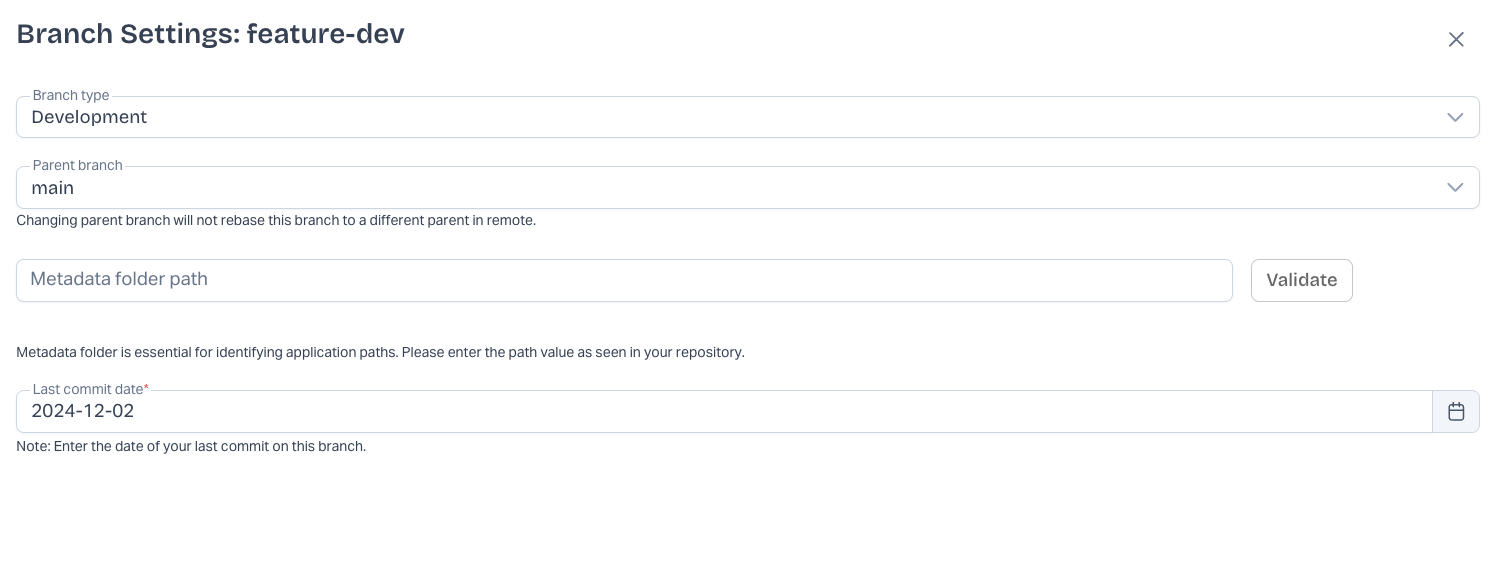 Branch Settings: feature-dev
Branch type
Development
Parent branch
main
Changing parent branch will not rebase this branch to a different parent in remote.
Metadata folder path
Validate
Metadata folder is essential for identifying application paths. Please enter the path value as seen in your repository.
Last commit date*
2024-12-02
Note: Enter the date of your last commit on this branch.